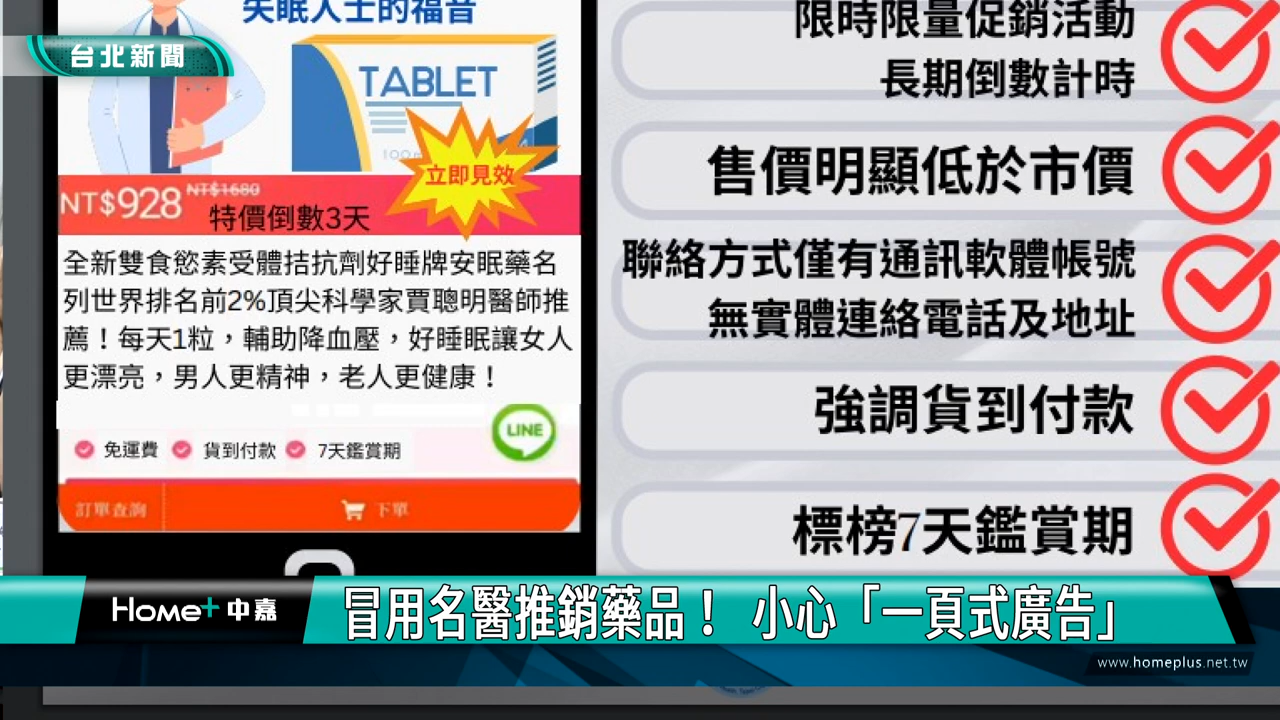 台北新聞
失眠人士的福音
TABLET
立即見效
NT$928 NT$1680
特價倒數3天
全新雙食慾素受體拮抗劑好睡牌安眠藥名
列世界排名前2%頂尖科學家賈聰明醫師推
薦！每天1粒，輔助降血壓，好睡眠讓女人
更漂亮，男人更精神，老人更健康！
LINE
免運費 貨到付款 7天鑑賞期
訂單查詢 下單
限時限量促銷活動
長期倒數計時
售價明顯低於市價
聯絡方式僅有通訊軟體帳號
無實體連絡電話及地址
強調貨到付款
標榜7天鑑賞期
Home+中嘉
冒用名醫推銷藥品！ 小心「一頁式廣告」
www.homeplus.net.tw